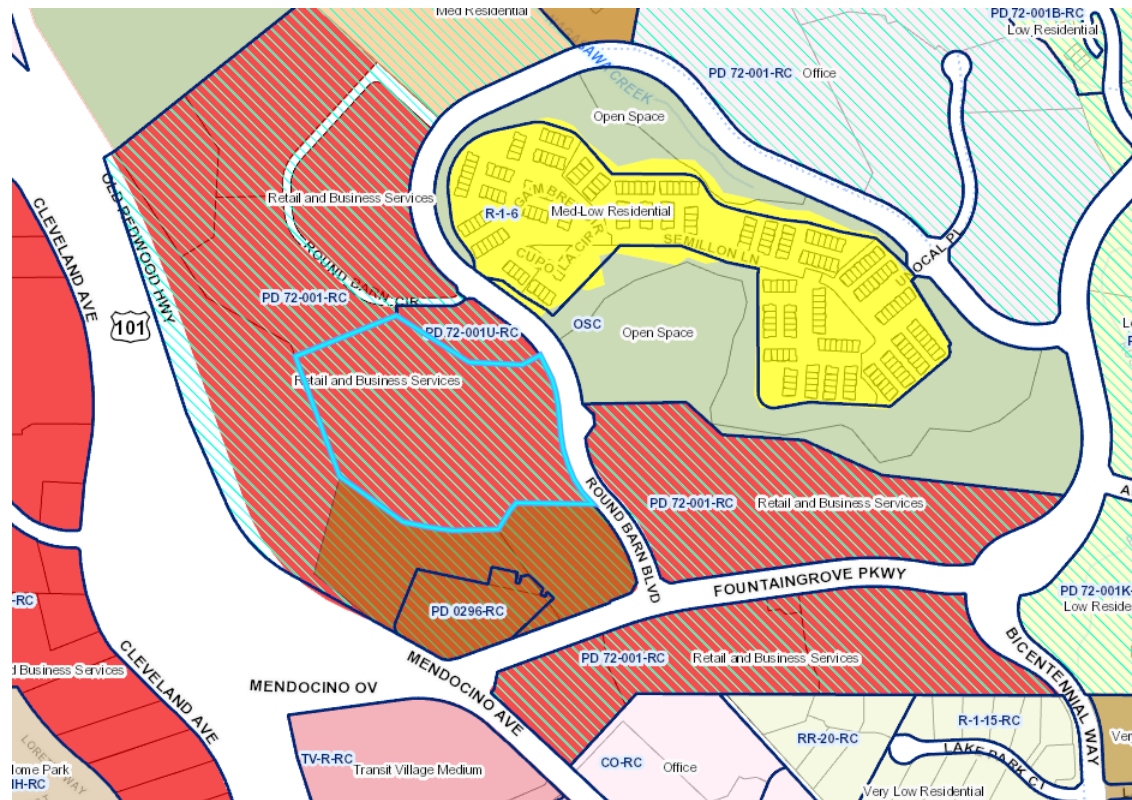 Med Residential
PD 72-001B-RC
Low Residential
PD 72-001-RC
Office
CREEK
Open Space
OLD REDWOOD HWY
CLEVELAND AVE
Retail and Business Services
R-1-6
Med-Low Residential
SEMILLON LN
ROUND BARN CIR
PD 72-001-RC
101
PD 72-001U-RC
OSC
Open Space
Retail and Business Services
PD 72-001-RC
Retail and Business Services
ROUND BARN BLVD
FOUNTAINGROVE PKWY
PD 72-001K-
Low Reside
PD 0296-RC
-RC
d Business Services
CLEVELAND AVE
MENDOCINO OV
MENDOCINO AVE
PD 72-001-RC
Retail and Business Services
BICENTENNIAL WAY
R-1-15-RC
RR-20-RC
LAKE PARK CT
CO-RC
Office
TV-R-RC
Transit Village Medium
Home Park
Very Low Residential